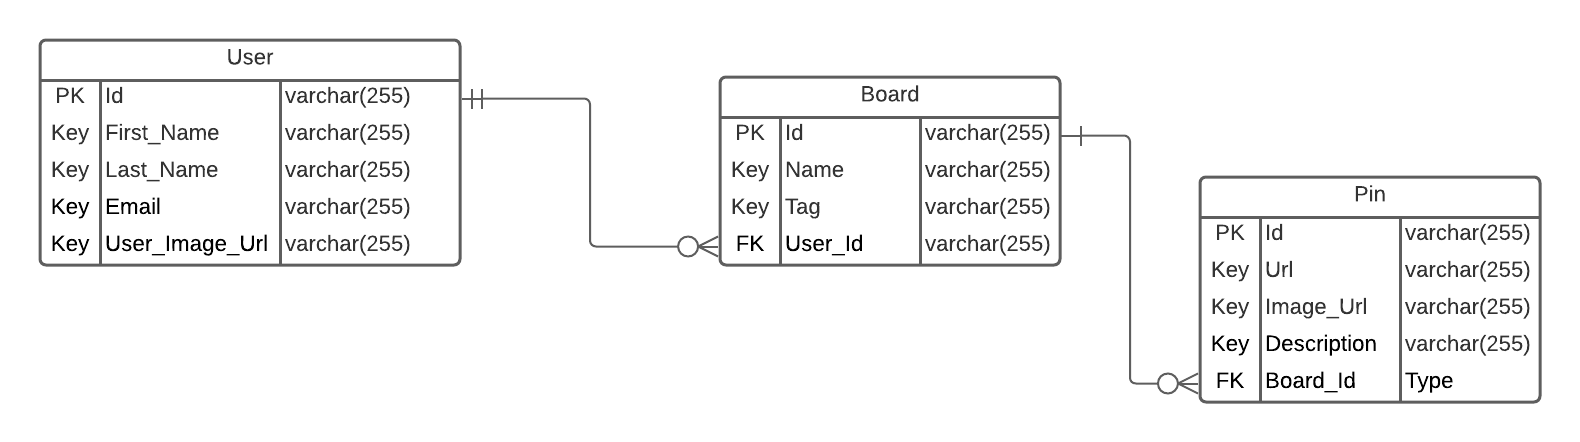 User
PK Id varchar(255)
Key First_Name varchar(255)
Key Last_Name varchar(255)
Key Email varchar(255)
Key User_Image_Url varchar(255)
Board
PK Id varchar(255)
Key Name varchar(255)
Key Tag varchar(255)
FK User_Id varchar(255)
Pin
PK Id varchar(255)
Key Url varchar(255)
Key Image_Url varchar(255)
Key Description varchar(255)
FK Board_Id Type